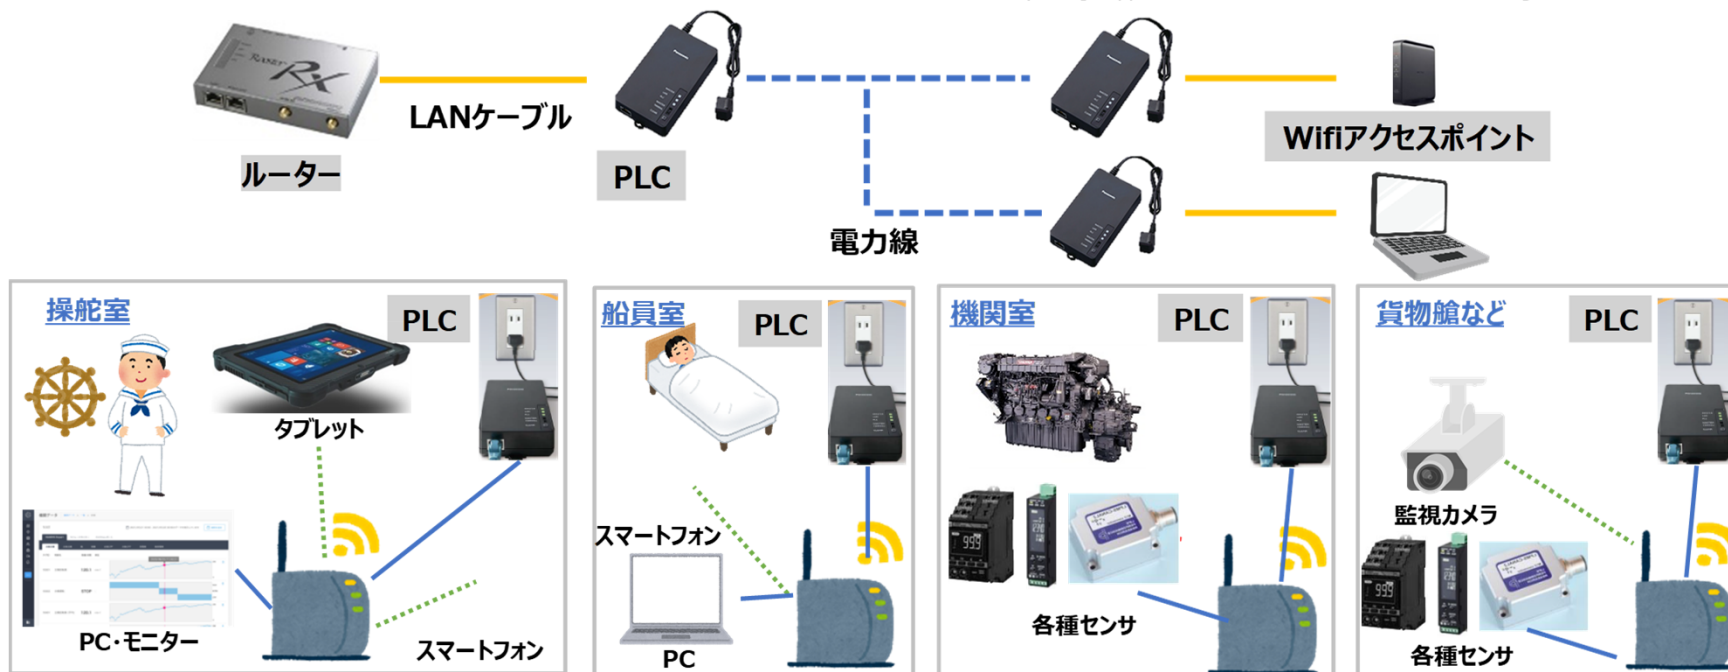 Rooster
RX
LANケーブル
ルーター
PLC
電力線
Wifiアクセスポイント
操舵室
PLC
タブレット
PC・モニター
スマートフォン
船員室
PLC
スマートフォン
PC
機関室
PLC
999
各種センサ
貨物艙など
PLC
監視カメラ
999
各種センサ